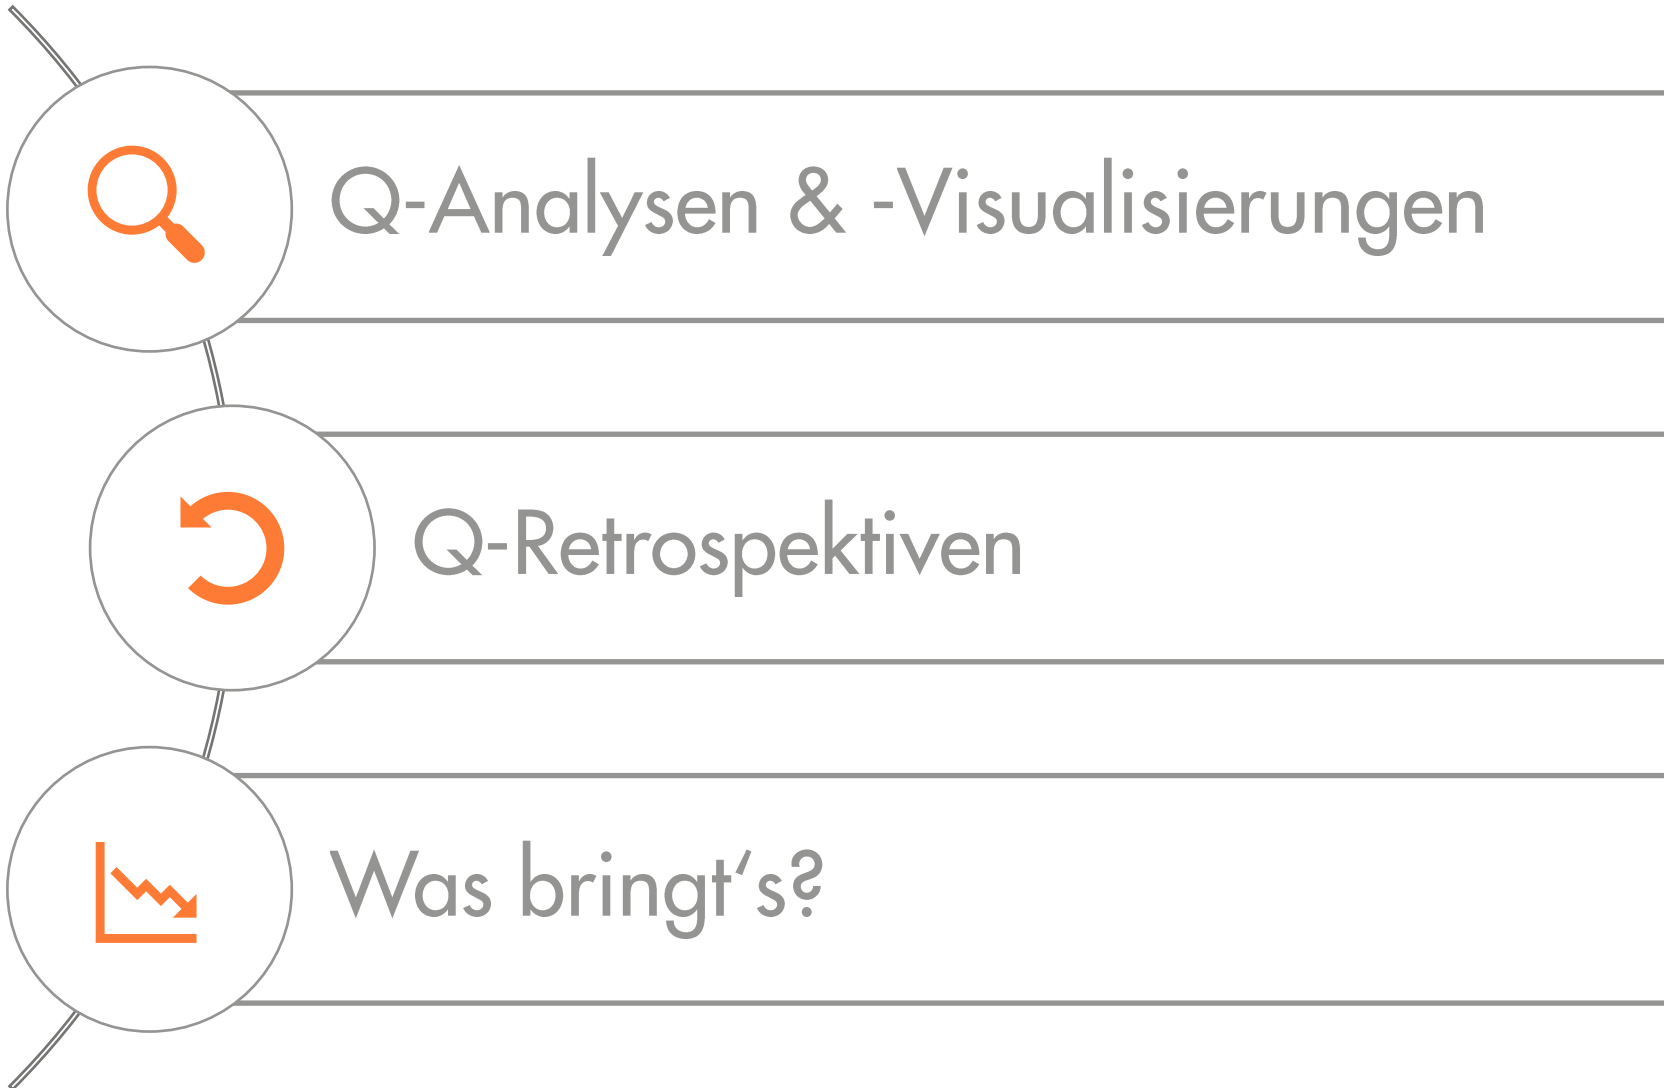 Q-Analysen & -Visualisierungen
Q-Retrospektiven
Was bringt‘s?